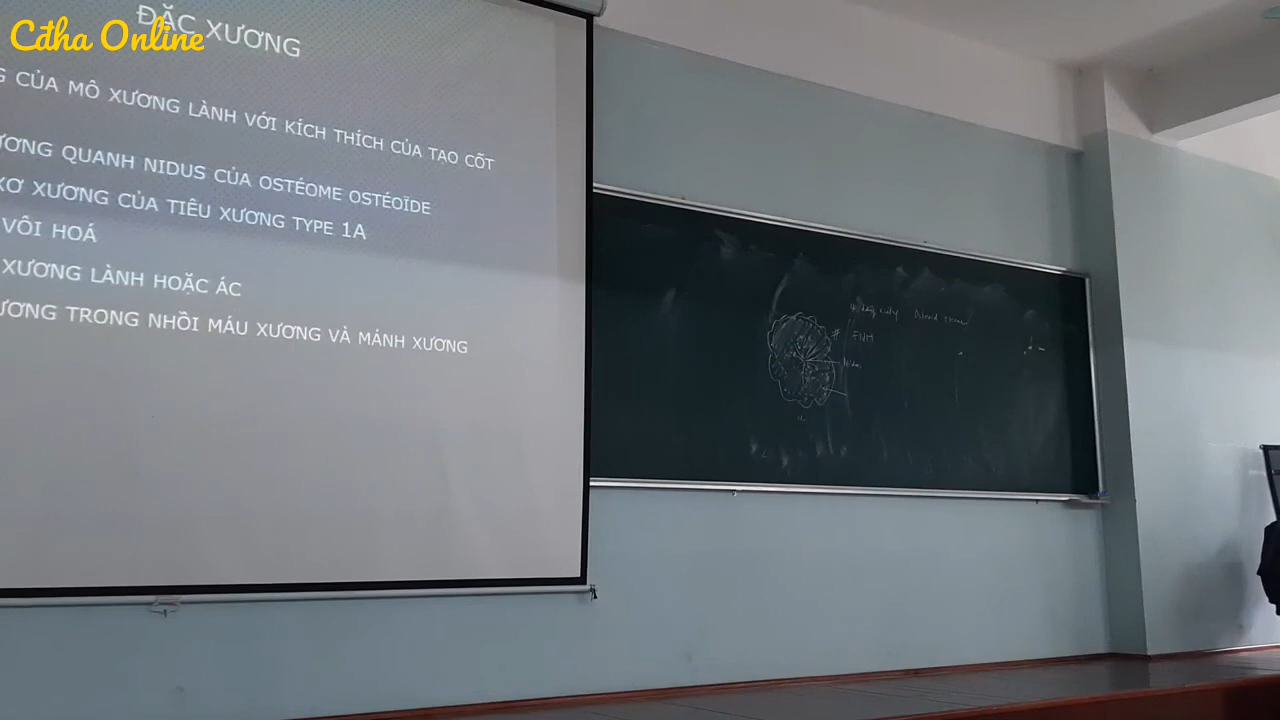 Cđha Online
ĐẶC XƯƠNG
CỦA MÔ XƯƠNG LÀNH VỚI KÍCH THÍCH CỦA TẠO CỐT
ƯƠNG QUANH NIDUS CỦA OSTÉOME OSTÉOÏDE
XƠ XƯƠNG CỦA TIÊU XƯƠNG TYPE 1A
VÔI HOÁ
XƯƠNG LÀNH HOẶC ÁC
ƯƠNG TRONG NHỒI MÁU XƯƠNG VÀ MẢNH XƯƠNG
FNH